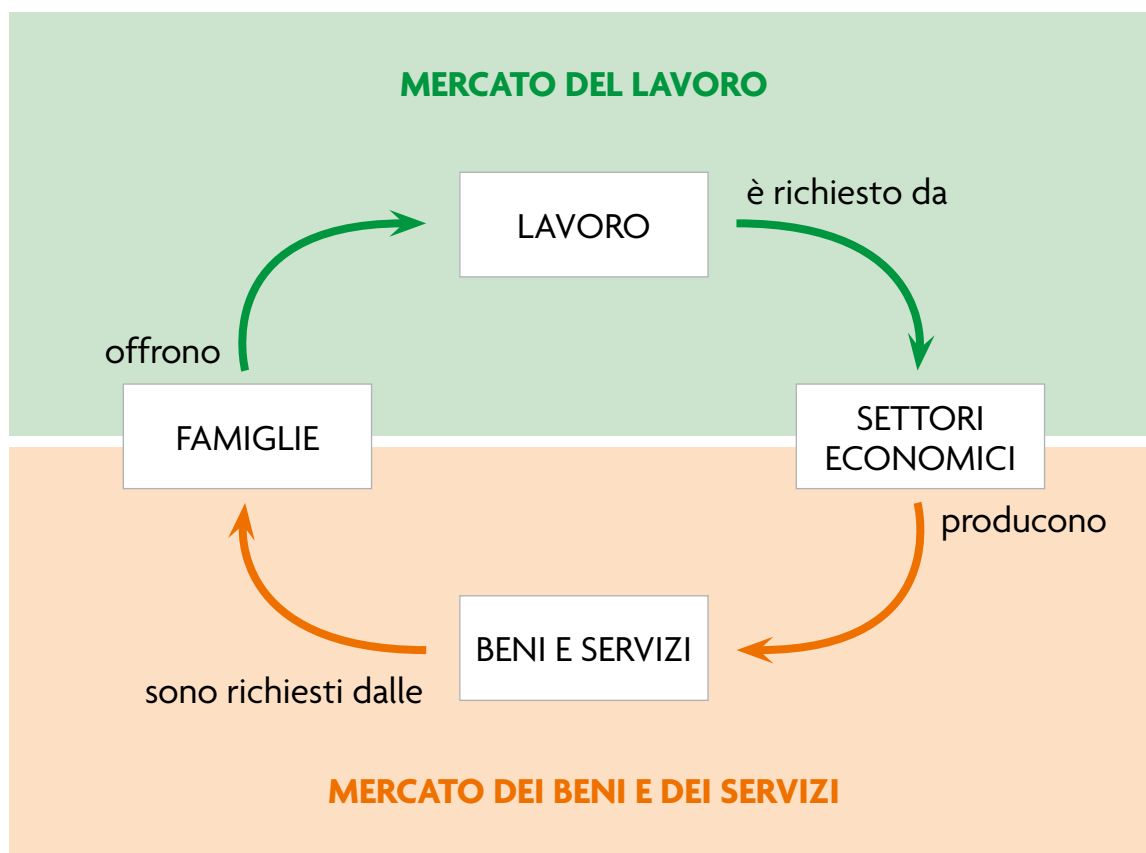 MERCATO DEL LAVORO
LAVORO
è richiesto da
offrono
FAMIGLIE
SETTORI
ECONOMICI
producono
BENI E SERVIZI
sono richiesti dalle
MERCATO DEI BENI E DEI SERVIZI